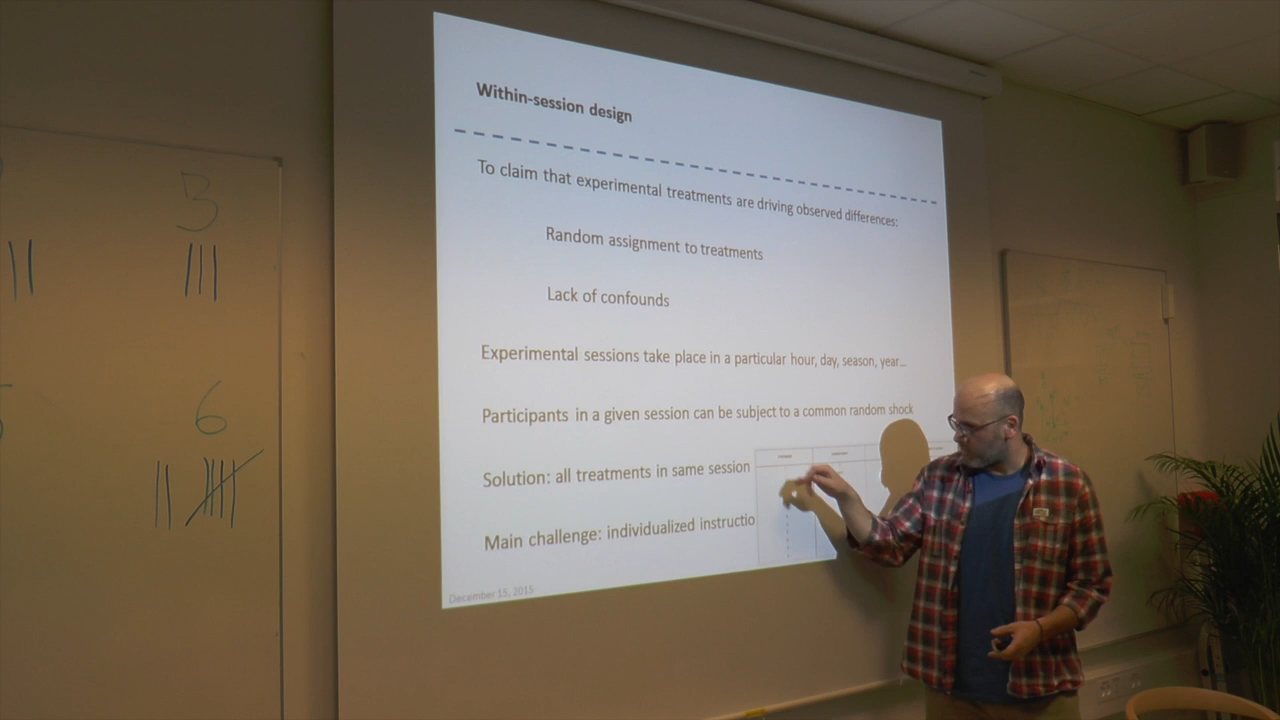 Within-session design
To claim that experimental treatments are driving observed differences:
Random assignment to treatments
Lack of confounds
Experimental sessions take place in a particular hour, day, season, year...
Participants in a given session can be subject to a common random shock
Solution: all treatments in same session
Main challenge: individualized instructio
December 15, 2015
3
6